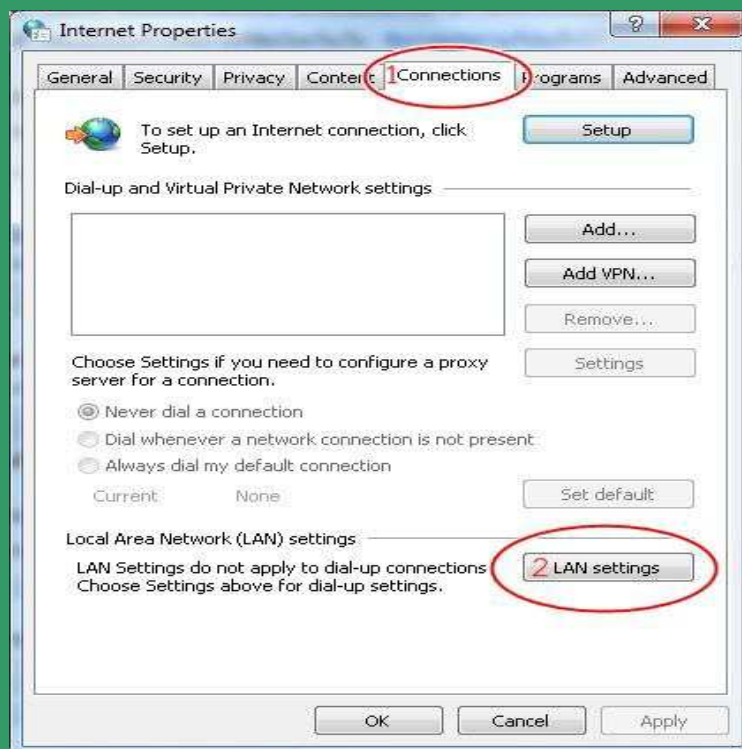 Internet Properties
?
X
General Security Privacy Content 1 Connections Programs Advanced
To set up an Internet connection, click
Setup.
Setup
Dial-up and Virtual Private Network settings
Add...
Add VPN...
Remove...
Choose Settings if you need to configure a proxy
server for a connection.
Settings
Never dial a connection
Dial whenever a network connection is not present
Always dial my default connection
Current None
Set default
Local Area Network (LAN) settings
LAN Settings do not apply to dial-up connections
Choose Settings above for dial-up settings.
2 LAN settings
OK Cancel Apply